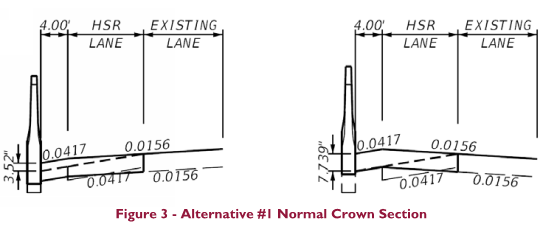 4.00' HSR EXISTING
LANE LANE
0.0417 0.0156
3.52"
0.0417 0.0156
4.00' HSR EXISTING
LANE LANE
0.0417 0.0156
7.739"
0.0417 0.0156
Figure 3 - Alternative #1 Normal Crown Section